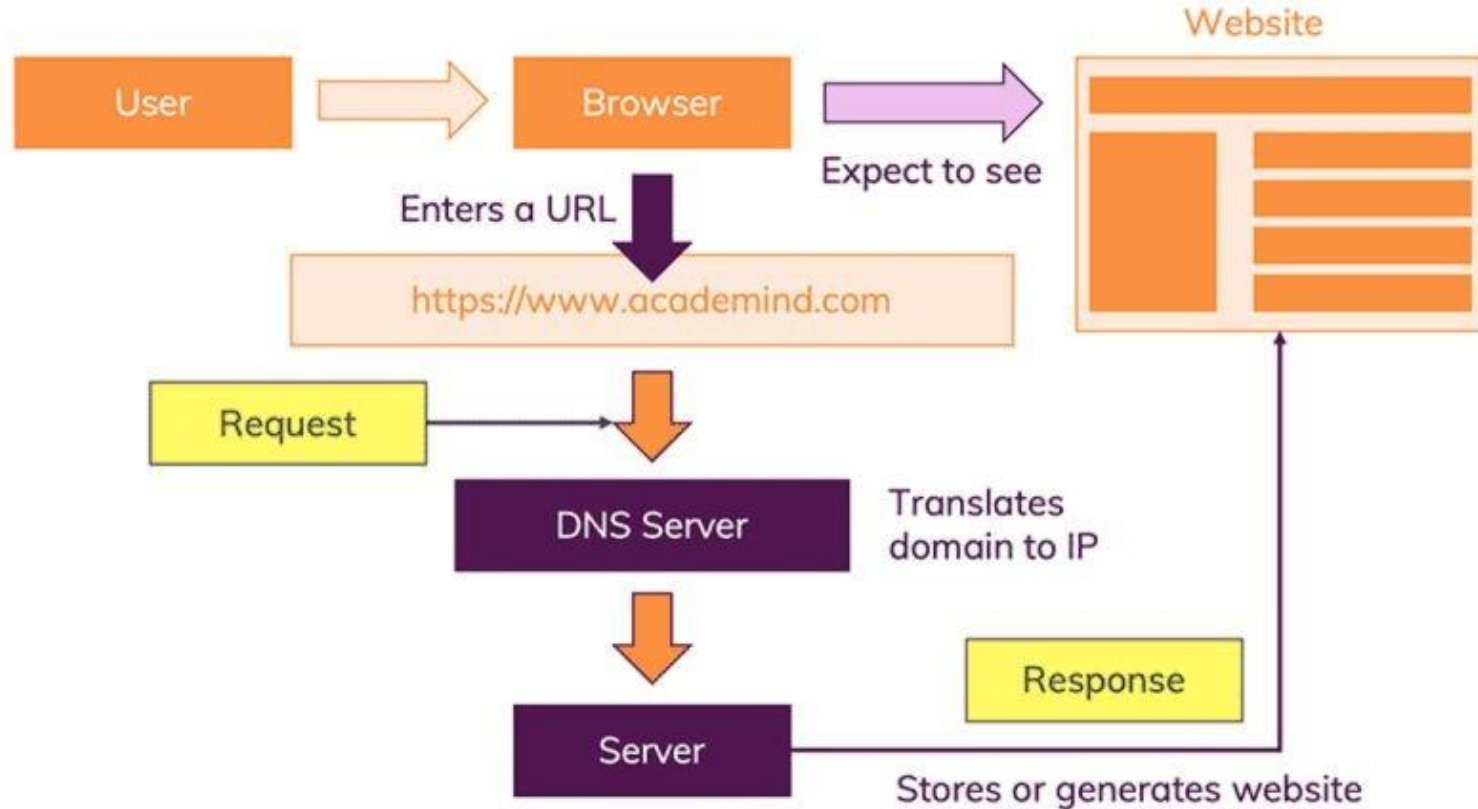 Website
User
Browser
Expect to see
Enters a URL
https://www.academind.com
Request
DNS Server
Translates
domain to IP
Response
Server
Stores or generates website